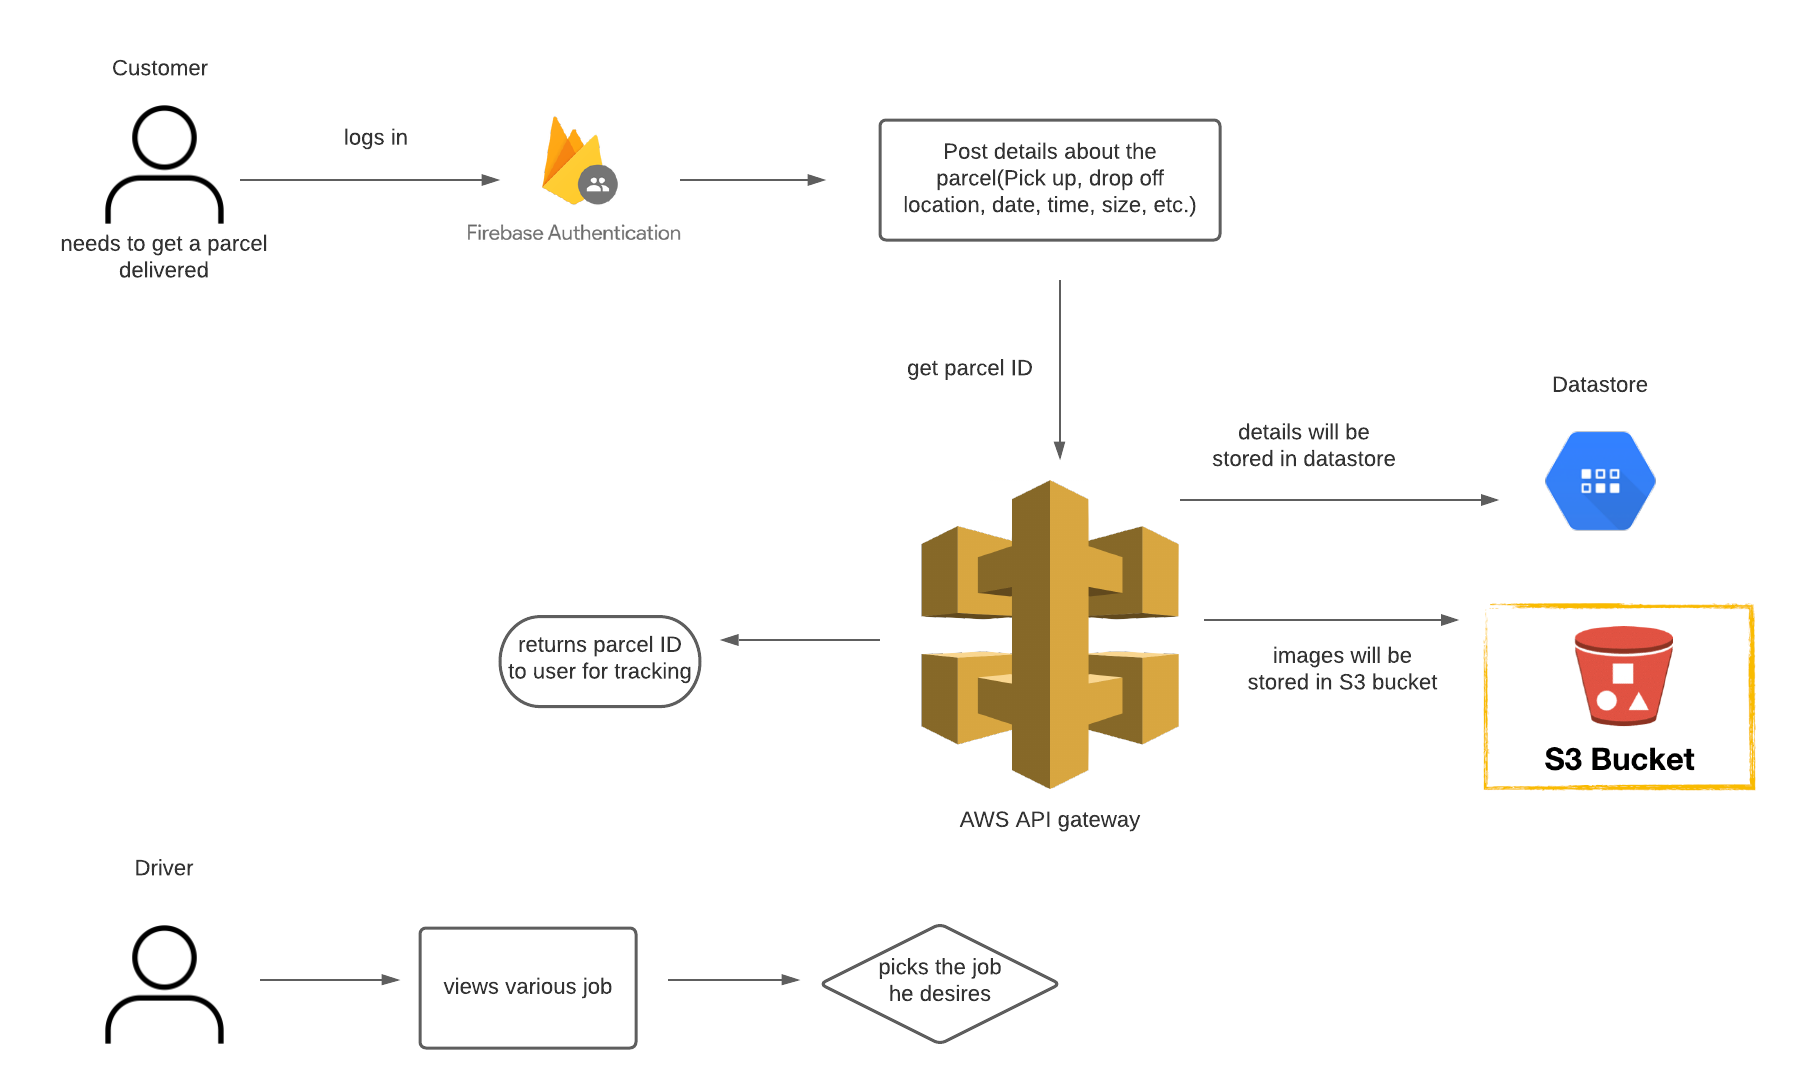 Customer
needs to get a parcel
delivered
logs in
Firebase Authentication
Post details about the
parcel(Pick up, drop off
location, date, time, size, etc.)
get parcel ID
Datastore
details will be
stored in datastore
returns parcel ID
to user for tracking
images will be
stored in S3 bucket
S3 Bucket
AWS API gateway
Driver
views various job
picks the job
he desires